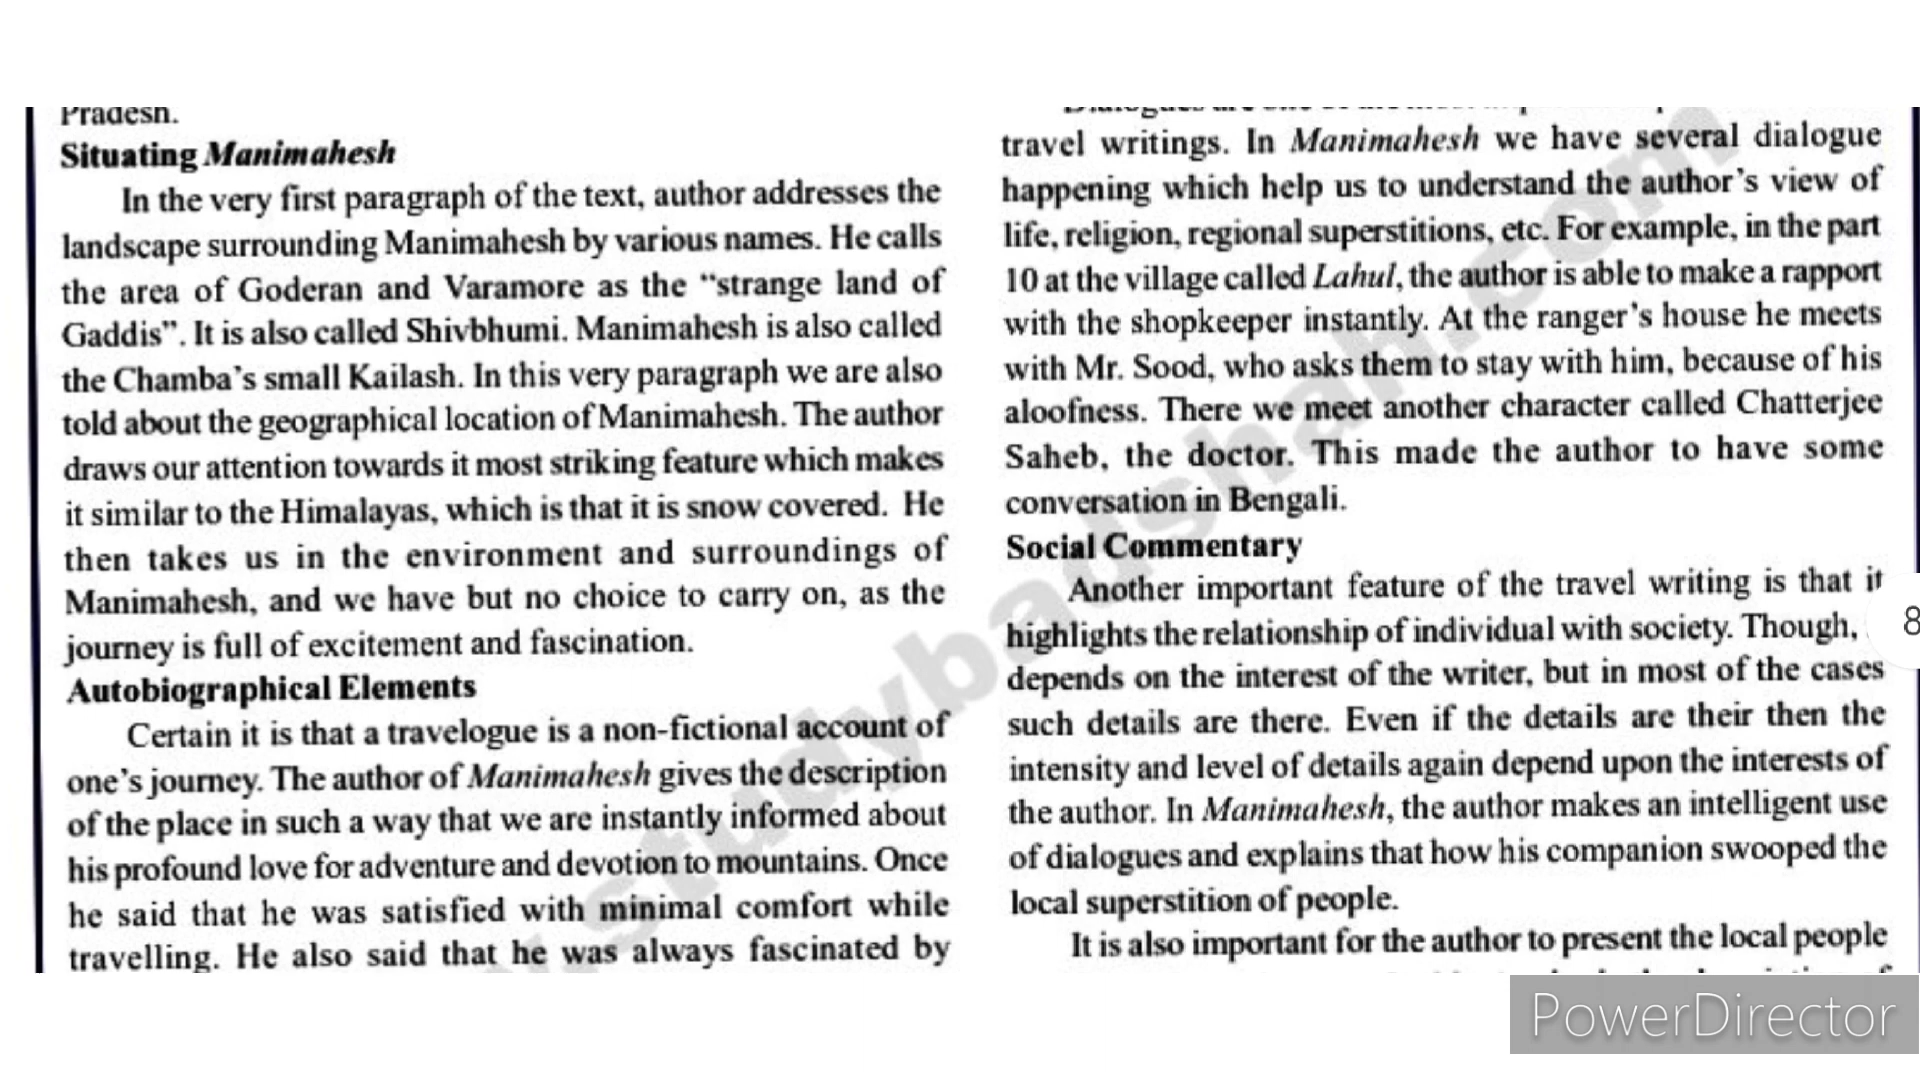 Pradesh.
Situating Manimahesh
In the very first paragraph of the text, author addresses the
landscape surrounding Manimahesh by various names. He calls
the area of Goderan and Varamore as the “strange land of
Gaddis”. It is also called Shivbhumi. Manimahesh is also called
the Chamba’s small Kailash. In this very paragraph we are also
told about the geographical location of Manimahesh. The author
draws our attention towards it most striking feature which makes
it similar to the Himalayas, which is that it is snow covered. He
then takes us in the environment and surroundings of
Manimahesh, and we have but no choice to carry on, as the
journey is full of excitement and fascination.
Autobiographical Elements
Certain it is that a travelogue is a non-fictional account of
one’s journey. The author of Manimahesh gives the description
of the place in such a way that we are instantly informed about
his profound love for adventure and devotion to mountains. Once
he said that he was satisfied with minimal comfort while
travelling. He also said that he was always fascinated by
travel writings. In Manimahesh we have several dialogue
happening which help us to understand the author’s view of
life, religion, regional superstitions, etc. For example, in the part
10 at the village called Lahul, the author is able to make a rapport
with the shopkeeper instantly. At the ranger’s house he meets
with Mr. Sood, who asks them to stay with him, because of his
aloofness. There we meet another character called Chatterjee
Saheb, the doctor. This made the author to have some
conversation in Bengali.
Social Commentary
Another important feature of the travel writing is that it
highlights the relationship of individual with society. Though,
depends on the interest of the writer, but in most of the cases
such details are there. Even if the details are their then the
intensity and level of details again depend upon the interests of
the author. In Manimahesh, the author makes an intelligent use
of dialogues and explains that how his companion swooped the
local superstition of people.
It is also important for the author to present the local people
8
studybadshah.com
PowerDirector